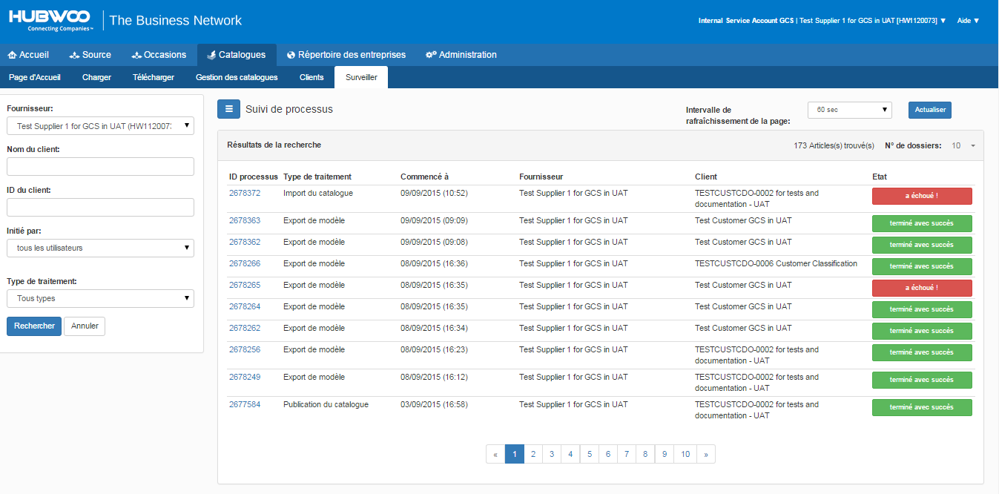 HUBWOO
Connecting Companies™
The Business Network
Internal Service Account GCS | Test Supplier 1 for GCS in UAT [HW1120073] ▼ Aide ▼
Accueil Source Occasions Catalogues Répertoire des entreprises Administration
Page d'Accueil Charger Télécharger Gestion des catalogues Clients Surveiller
Fournisseur:
Test Supplier 1 for GCS in UAT (HW1120073
Nom du client:
ID du client:
Initié par:
tous les utilisateurs
Type de traitement:
Tous types
Rechercher Annuler
Suivi de processus
Intervalle de
rafraîchissement de la page:
60 sec
Actualiser
Résultats de la recherche
173 Articles(s) trouvé(s) N° de dossiers: 10
ID processus Type de traitement Commencé à Fournisseur Client Etat
2678372 Import du catalogue 09/09/2015 (10:52) Test Supplier 1 for GCS in UAT TESTCUSTCDO-0002 for tests and a échoué !
documentation - UAT
2678363 Export de modèle 09/09/2015 (09:09) Test Supplier 1 for GCS in UAT Test Customer GCS in UAT terminé avec succès
2678362 Export de modèle 09/09/2015 (09:08) Test Supplier 1 for GCS in UAT Test Customer GCS in UAT terminé avec succès
2678266 Export de modèle 08/09/2015 (16:36) Test Supplier 1 for GCS in UAT TESTCUSTCDO-0006 Customer Classification terminé avec succès
2678265 Export de modèle 08/09/2015 (16:35) Test Supplier 1 for GCS in UAT Test Customer GCS in UAT a échoué !
2678264 Export de modèle 08/09/2015 (16:35) Test Supplier 1 for GCS in UAT Test Customer GCS in UAT terminé avec succès
2678262 Export de modèle 08/09/2015 (16:34) Test Supplier 1 for GCS in UAT Test Customer GCS in UAT terminé avec succès
2678256 Export de modèle 08/09/2015 (16:23) Test Supplier 1 for GCS in UAT TESTCUSTCDO-0002 for tests and terminé avec succès
documentation - UAT
2678249 Export de modèle 08/09/2015 (16:12) Test Supplier 1 for GCS in UAT TESTCUSTCDO-0002 for tests and terminé avec succès
documentation - UAT
2677584 Publication du catalogue 03/09/2015 (16:58) Test Supplier 1 for GCS in UAT TESTCUSTCDO-0002 for tests and terminé avec succès
documentation - UAT
« 1 2 3 4 5 6 7 8 9 10 »